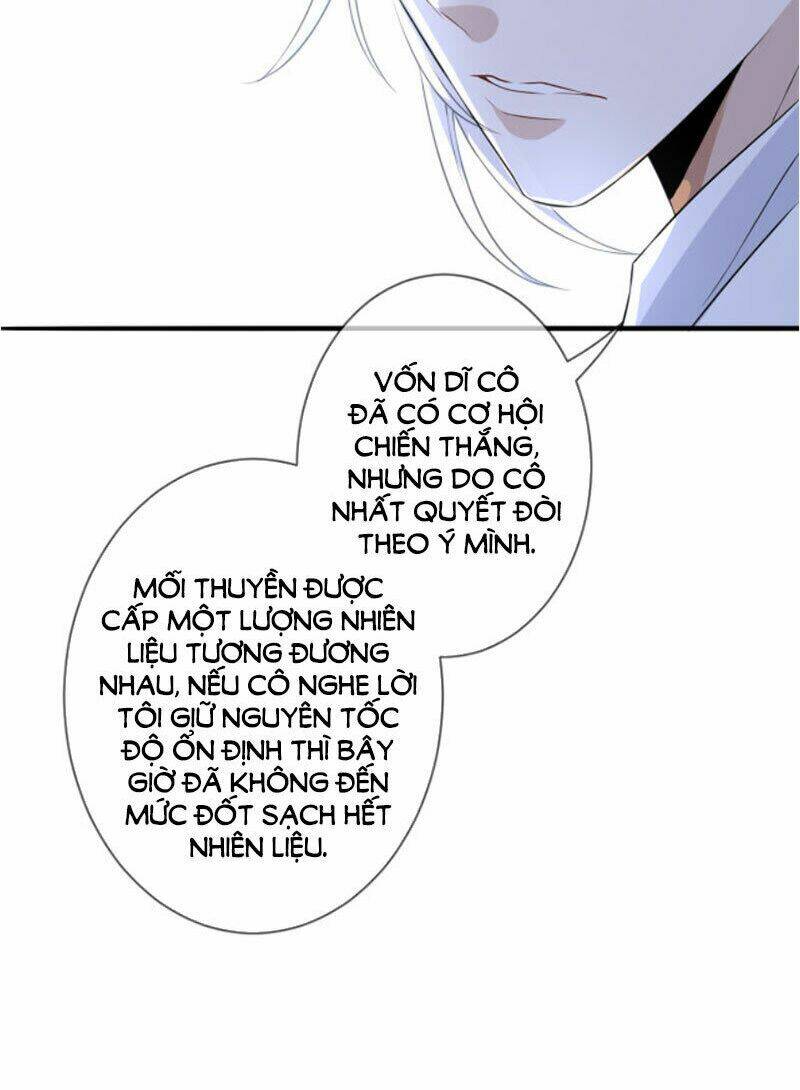 VỐN DĨ CÔ
ĐÃ CÓ CƠ HỘI
CHIẾN THẮNG,
NHƯNG DO CÔ
NHẤT QUYẾT ĐÒI
THEO Ý MÌNH.
MỖI THUYỀN ĐƯỢC
CẤP MỘT LƯỢNG NHIÊN
LIỆU TƯƠNG ĐƯƠNG
NHAU, NẾU CÔ NGHE LỜI
TÔI GIỮ NGUYÊN TỐC
ĐỘ ỔN ĐỊNH THÌ BÂY
GIỜ ĐÃ KHÔNG ĐẾN
MỨC ĐỐT SẠCH HẾT
NHIÊN LIỆU.